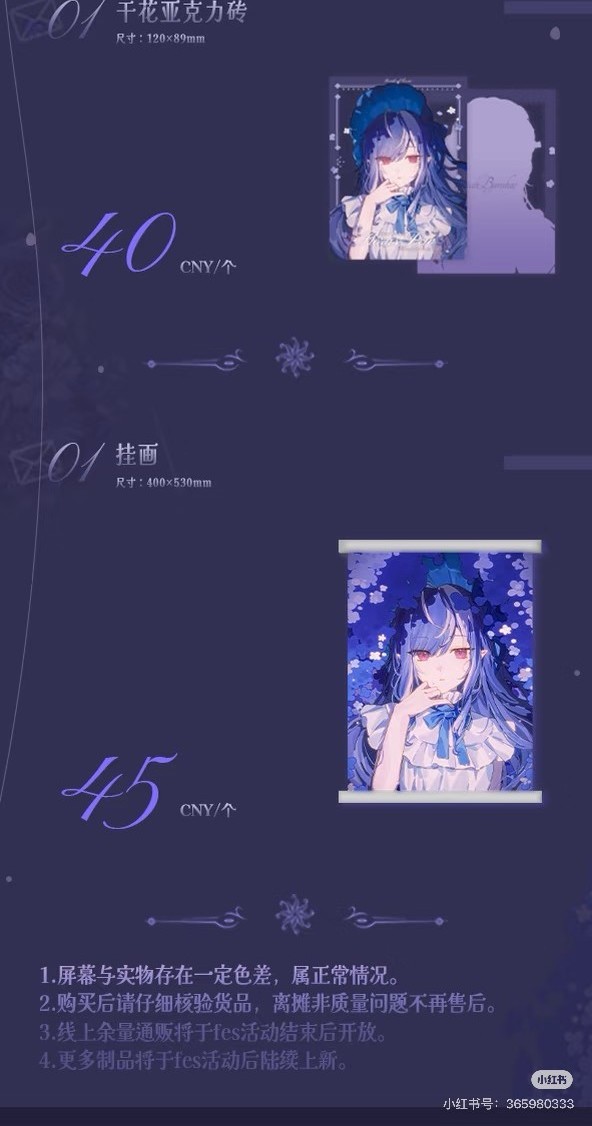 01 干花亚克力砖
尺寸：120×89mm
40 CNY/个
01 挂画
尺寸：400×530mm
45 CNY/个
1.屏幕与实物存在一定色差，属正常情况。
2.购买后请仔细核验货品，离摊非质量问题不再售后。
3.线上余量通贩将于fes活动结束后开放。
4.更多制品将于fes活动后陆续上新。
小红书
小红书号：365980333